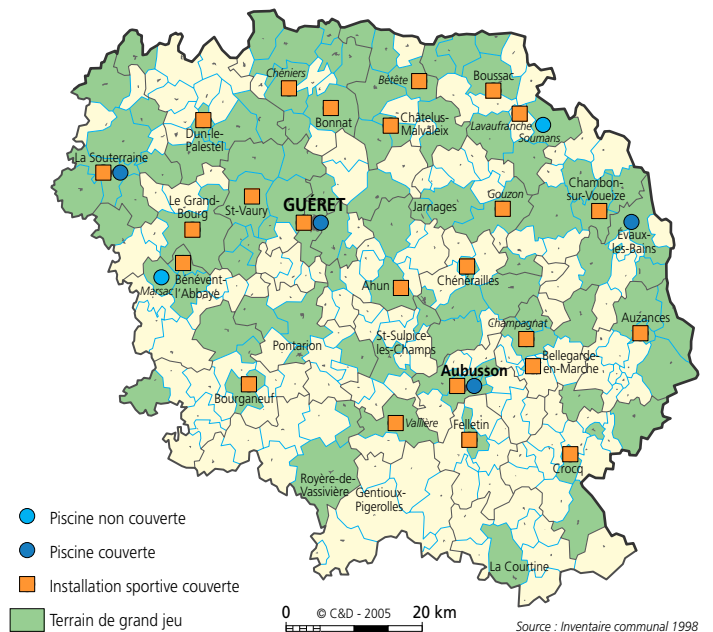 Chéniers
Bétête
Boussac
Bonnat
Châtelus-
Malvaleix
Lavaufranche
Soumans
Dun-le-
Palestel
La Souterraine
Le Grand-
Bourg
St-Vaury
GUÉRET
Jarnages
Gouzon
Chambon-
sur-Voueize
Évaux-
les-Bains
Marsac
Bénévent-
l'Abbaye
Ahun
Chénérailles
Auzances
Champagnat
St-Sulpice-
les-Champs
Pontarion
Bellegarde-
en-Marche
Aubusson
Bourganeuf
Vallière
Felletin
Crocq
Royère-de-
Vassivière
Gentioux-
Pigerolles
La Courtine
Piscine non couverte
Piscine couverte
Installation sportive couverte
Terrain de grand jeu
0 © C&D - 2005 20 km
Source : Inventaire communal 1998